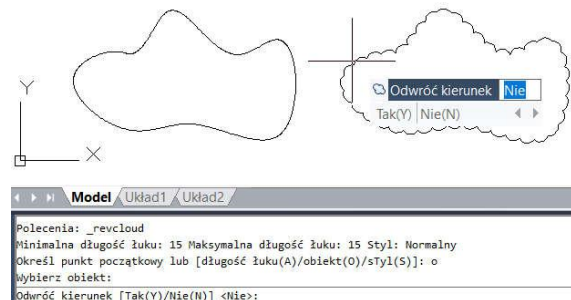 Odwróć kierunek Nie
Tak(Y) Nie(N)
Y
X
Model Układ1 Układ2
Polecenia: _revcloud
Minimalna długość łuku: 15 Maksymalna długość łuku: 15 Styl: Normalny
Określ punkt początkowy lub [długość łuku(A)/obiekt(O)/sTyl(S)]: o
Wybierz obiekt:
Odwróć kierunek [Tak(Y)/Nie(N)] <Nie>: